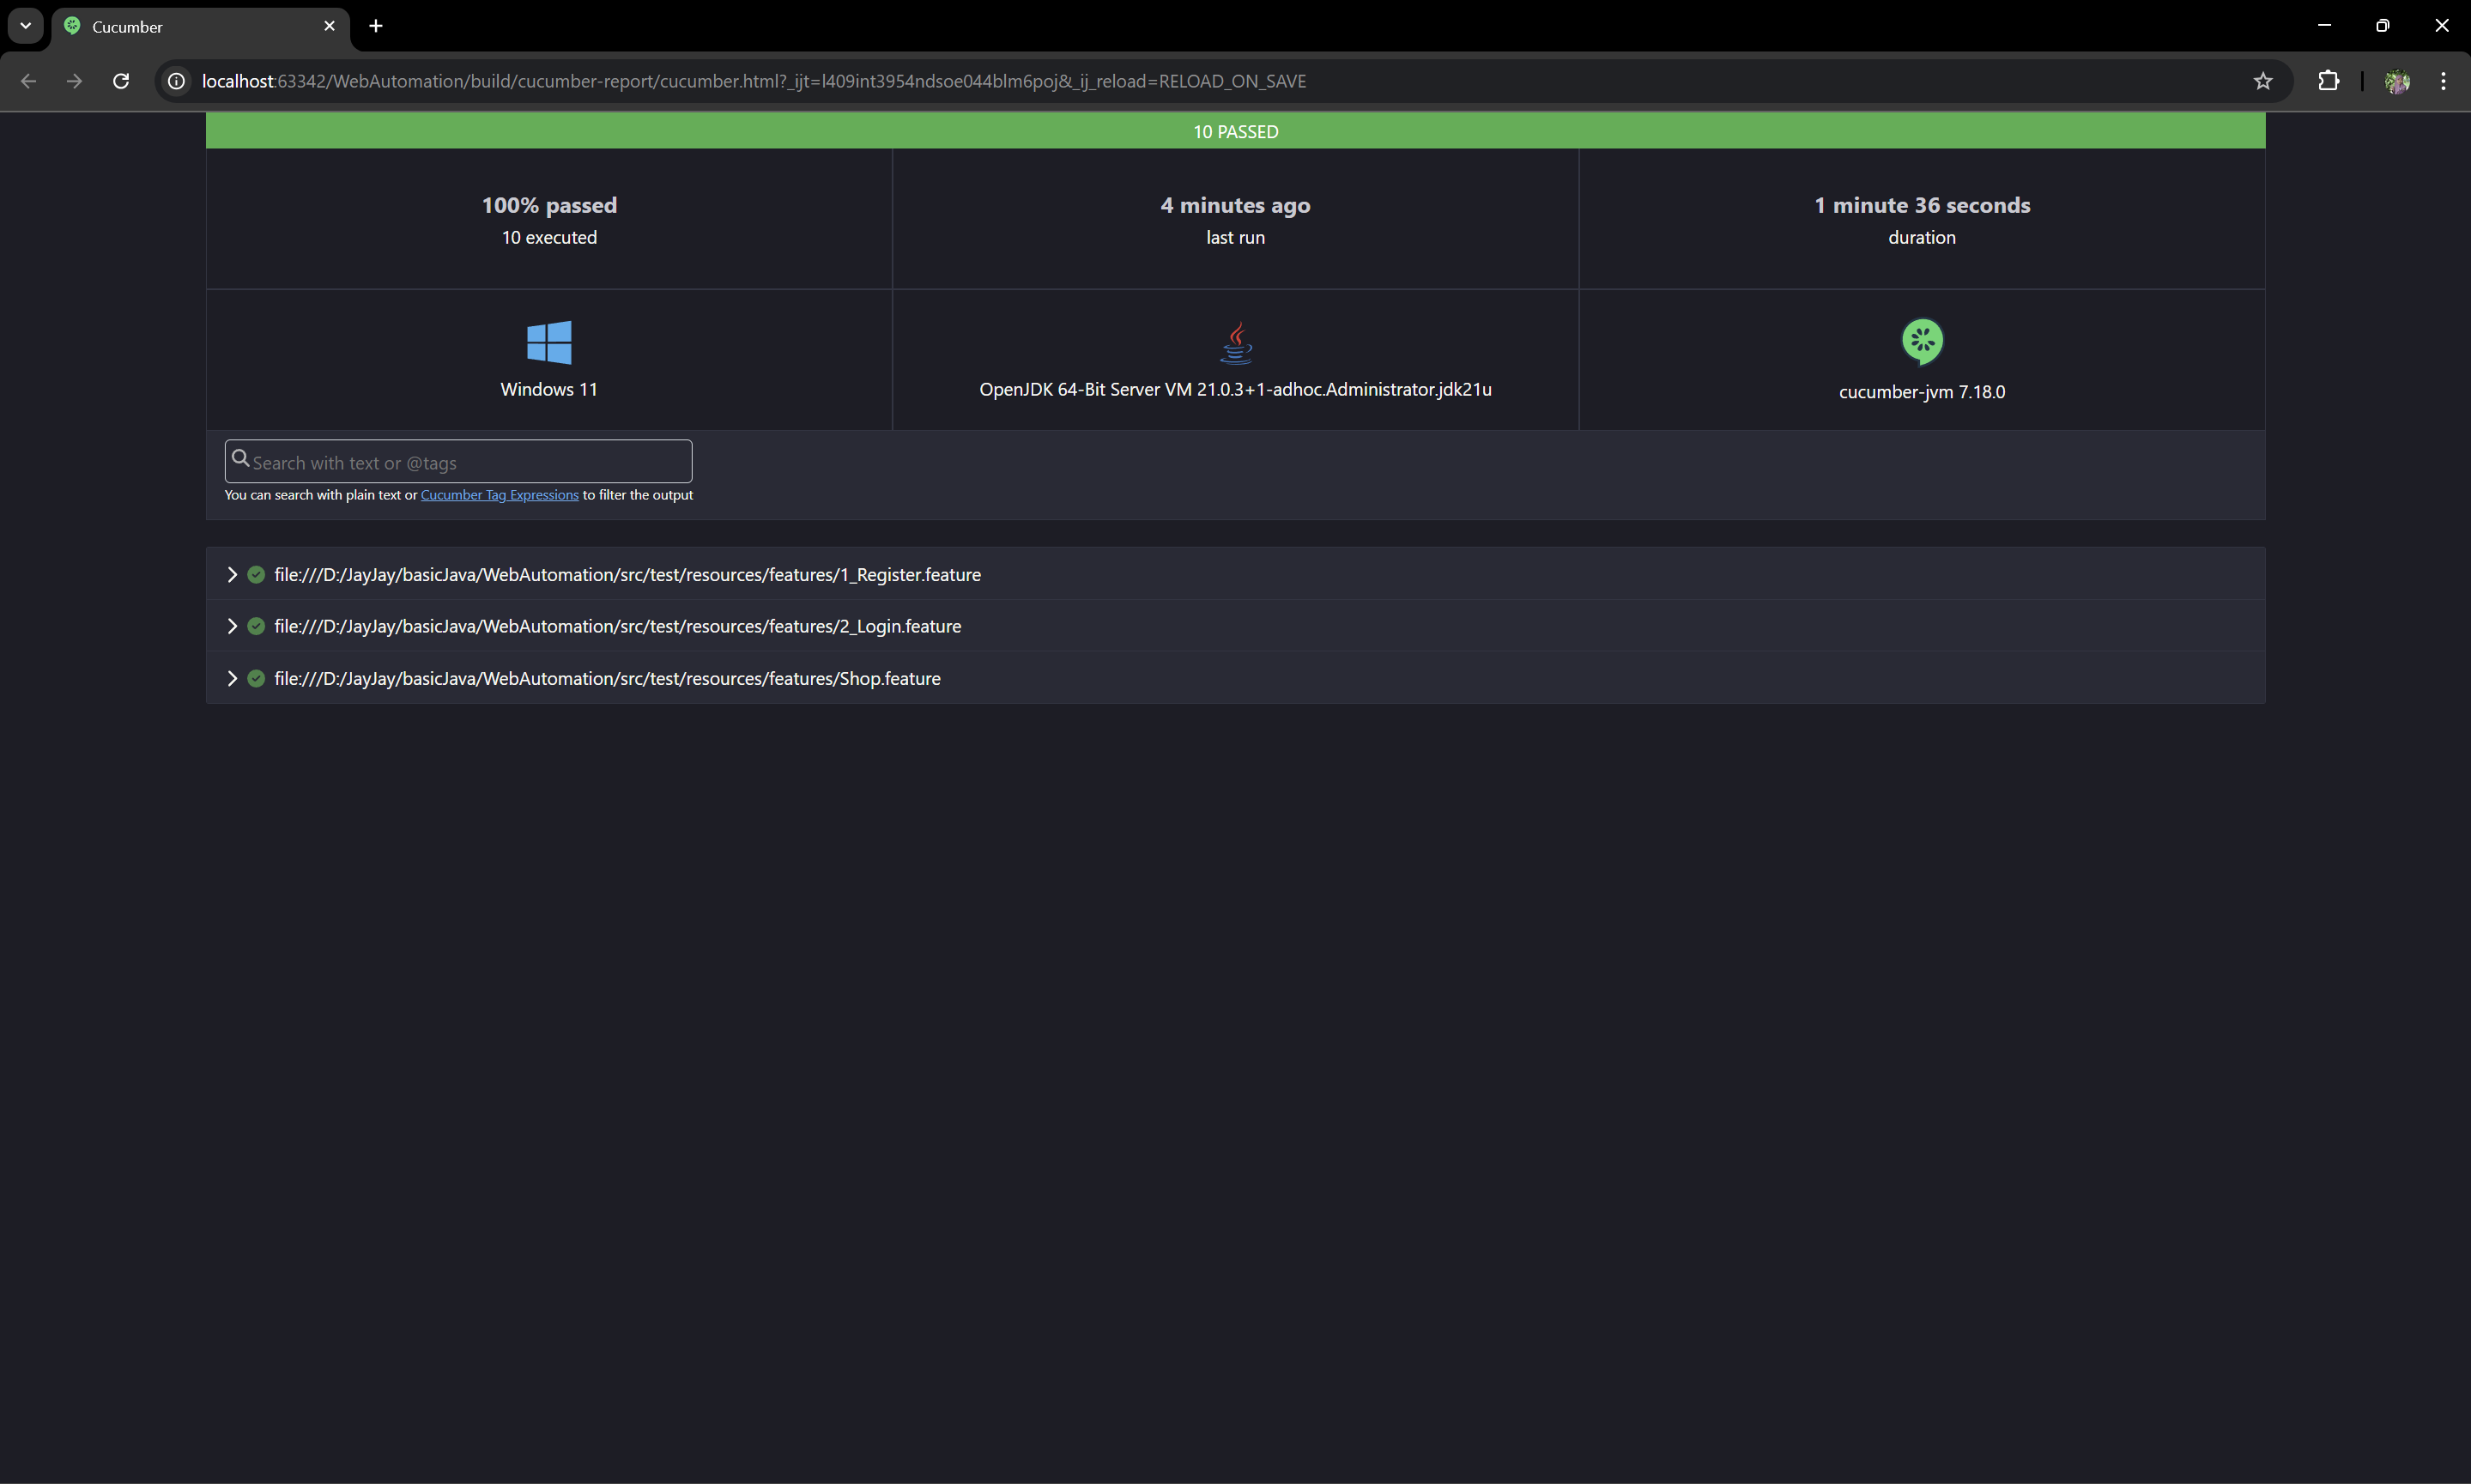 Cucumber
localhost:63342/WebAutomation/build/cucumber-report/cucumber.html?_ijt=l409int3954ndsoe044blm6poj&_ij_reload=RELOAD_ON_SAVE
10 PASSED
100% passed
10 executed
4 minutes ago
last run
1 minute 36 seconds
duration
Windows 11
OpenJDK 64-Bit Server VM 21.0.3+1-adhoc.Administrator.jdk21u
cucumber-jvm 7.18.0
Search with text or @tags
You can search with plain text or Cucumber Tag Expressions to filter the output
file:///D:/JayJay/basicJava/WebAutomation/src/test/resources/features/1_Register.feature
file:///D:/JayJay/basicJava/WebAutomation/src/test/resources/features/2_Login.feature
file:///D:/JayJay/basicJava/WebAutomation/src/test/resources/features/Shop.feature